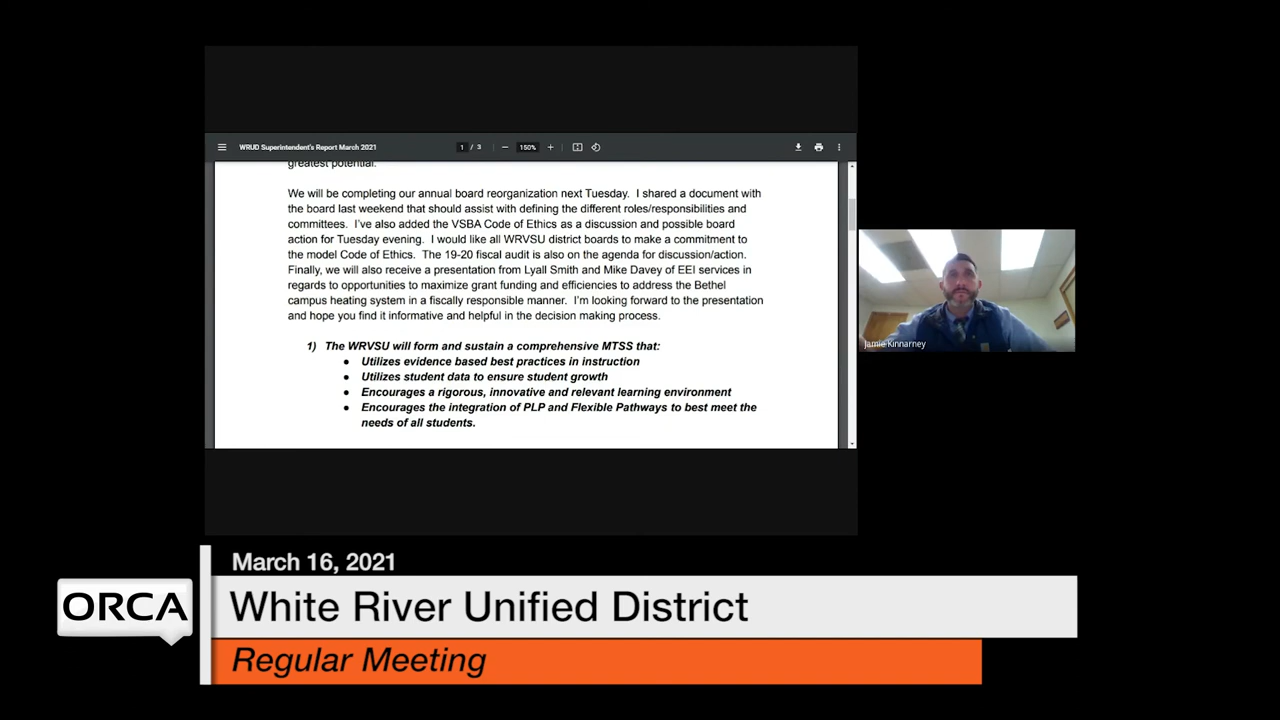 WRUD Superintendent's Report March 2021
1 / 3
150%
greatest potential.
We will be completing our annual board reorganization next Tuesday. I shared a document with
the board last weekend that should assist with defining the different roles/responsibilities and
committees. I've also added the VSBA Code of Ethics as a discussion and possible board
action for Tuesday evening. I would like all WRVSU district boards to make a commitment to
the model Code of Ethics. The 19-20 fiscal audit is also on the agenda for discussion/action.
Finally, we will also receive a presentation from Lyall Smith and Mike Davey of EEI services in
regards to opportunities to maximize grant funding and efficiencies to address the Bethel
campus heating system in a fiscally responsible manner. I'm looking forward to the presentation
and hope you find it informative and helpful in the decision making process.
1) The WRVSU will form and sustain a comprehensive MTSS that:
● Utilizes evidence based best practices in instruction
● Utilizes student data to ensure student growth
● Encourages a rigorous, innovative and relevant learning environment
● Encourages the integration of PLP and Flexible Pathways to best meet the
needs of all students.
Jamie Kinnarney
March 16, 2021
ORCA
White River Unified District
Regular Meeting